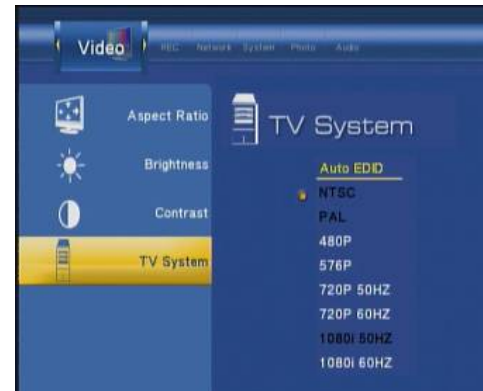 Video REC Network System Photo Audio
Aspect Ratio
Brightness
Contrast
TV System
TV System
Auto EDID
NTSC
PAL
480P
576P
720P 50HZ
720P 60HZ
1080i 50HZ
1080i 60HZ